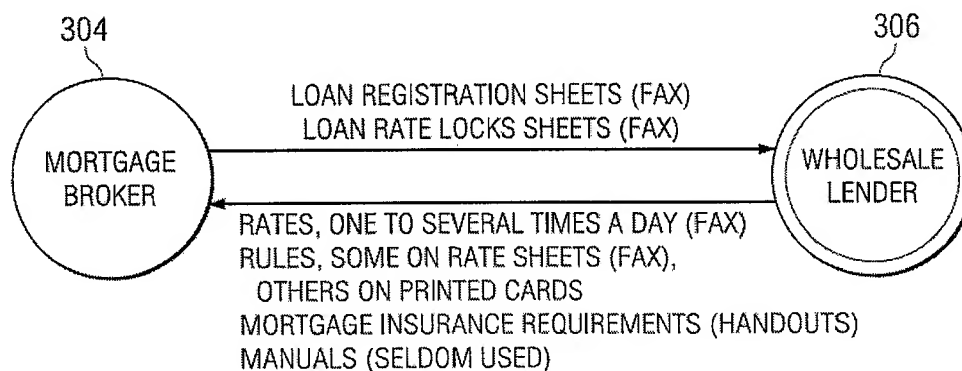 304
306
LOAN REGISTRATION SHEETS (FAX)
LOAN RATE LOCKS SHEETS (FAX)
MORTGAGE
BROKER
WHOLESALE
LENDER
RATES, ONE TO SEVERAL TIMES A DAY (FAX)
RULES, SOME ON RATE SHEETS (FAX),
OTHERS ON PRINTED CARDS
MORTGAGE INSURANCE REQUIREMENTS (HANDOUTS)
MANUALS (SELDOM USED)